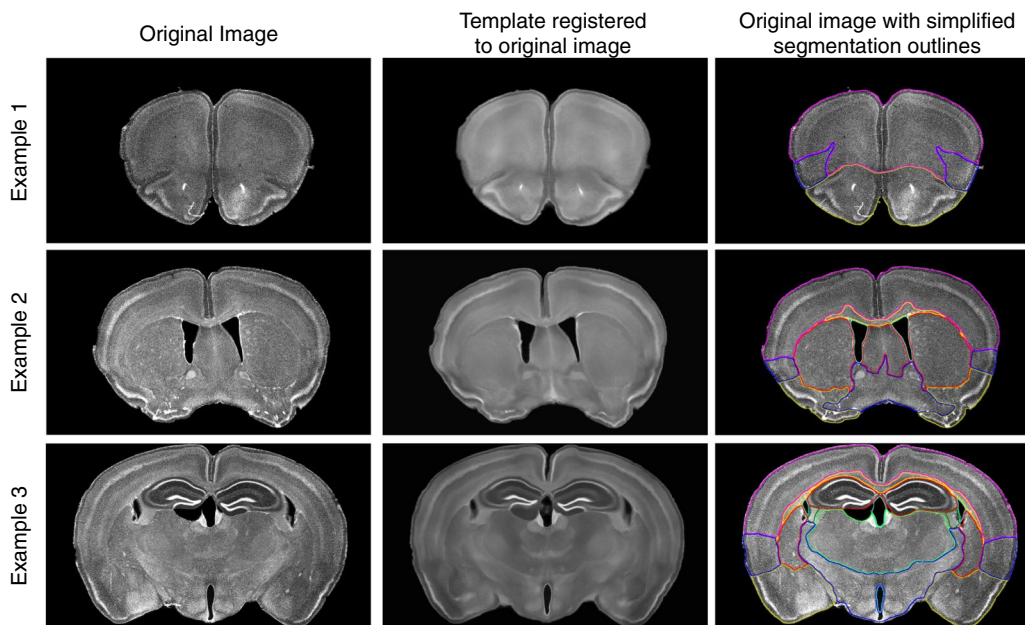 Original Image
Template registered
to original image
Original image with simplified
segmentation outlines
Example 1
Example 2
Example 3